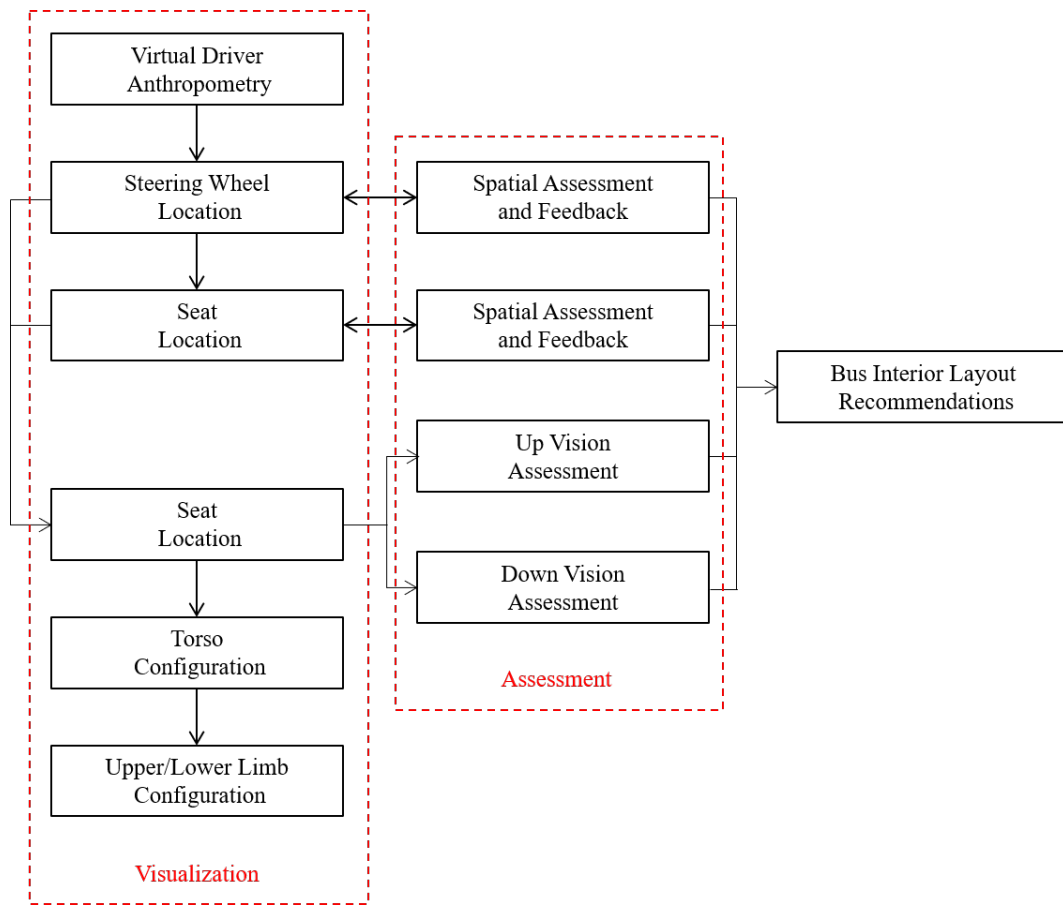 Virtual Driver
Anthropometry
Steering Wheel
Location
Seat
Location
Seat
Location
Torso
Configuration
Upper/Lower Limb
Configuration
Visualization
Spatial Assessment
and Feedback
Spatial Assessment
and Feedback
Up Vision
Assessment
Down Vision
Assessment
Assessment
Bus Interior Layout
Recommendations